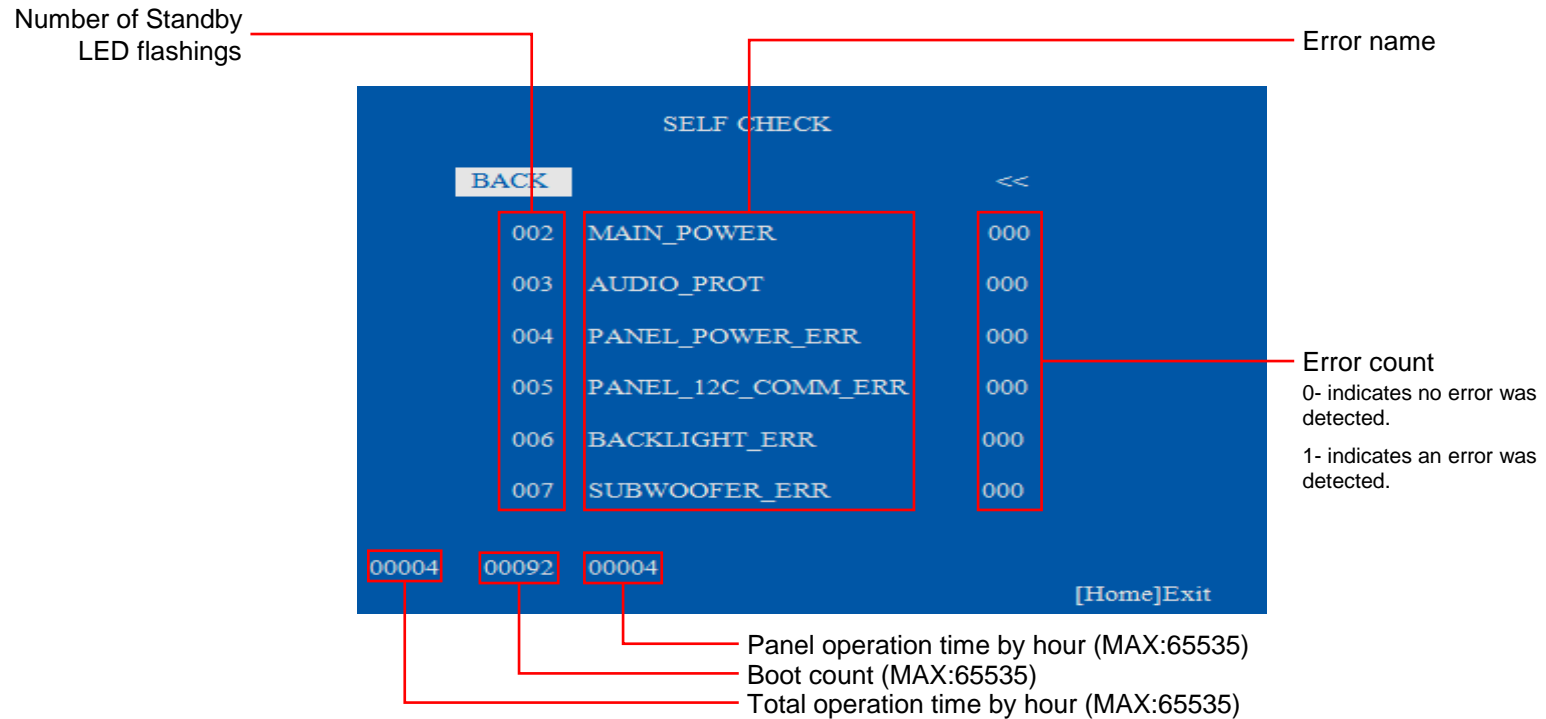 Number of Standby
LED flashings
Error name
SELF CHECK
BACK <<
002 MAIN_POWER 000
003 AUDIO_PROT 000
004 PANEL_POWER_ERR 000
005 PANEL_12C_COMM_ERR 000
006 BACKLIGHT_ERR 000
007 SUBWOOFER_ERR 000
Error count
0- indicates no error was
detected.
1- indicates an error was
detected.
00004 00092 00004
[Home]Exit
Panel operation time by hour (MAX:65535)
Boot count (MAX:65535)
Total operation time by hour (MAX:65535)